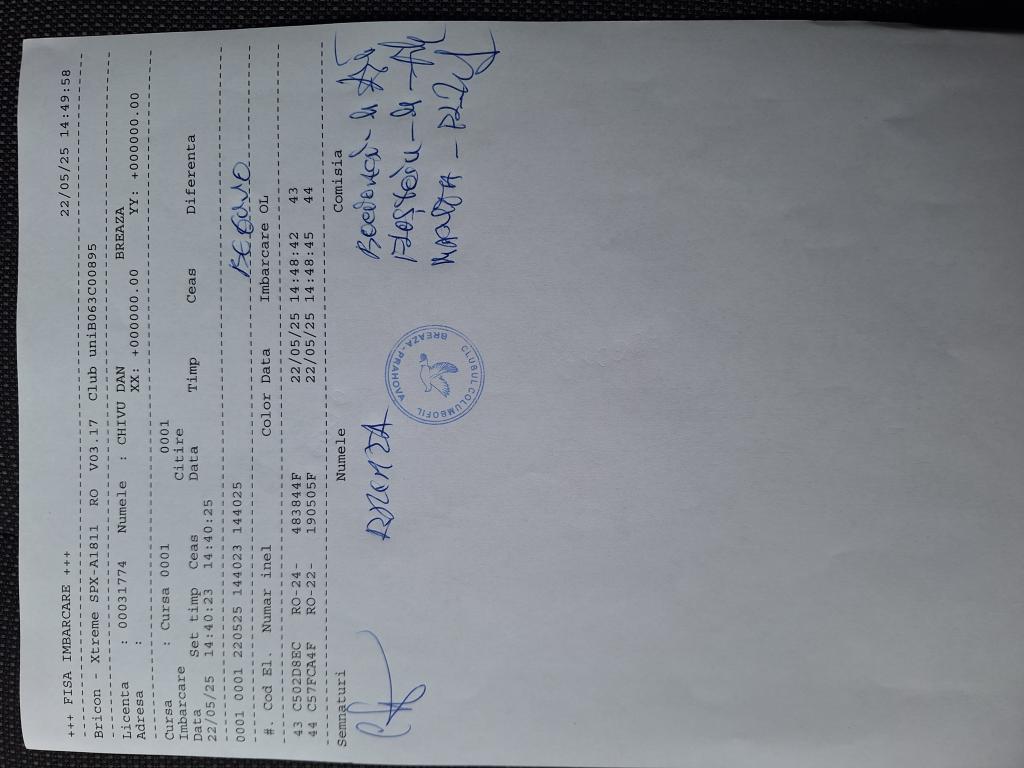 +++ FISA IMBARCARE +++ 22/05/25 14:49:58
Bricon - Xtreme SPX-A1811 RO V03.17 Club uniB063C00895
Licenta : 00031774 Numele : CHIVU DAN BREAZA
Adresa : XX: +000000.00 YY: +000000.00
Cursa : Cursa 0001 0001
Imbarcare Citire
Data Set timp Ceas Data Timp Ceas Diferenta
22/05/25 14:40:23 14:40:25
0001 0001 220525 144023 144025
#. Cod El. Numar inel Color Data Imbarcare OL
43 C502D8EC RO-24- 483844F 22/05/25 14:48:42 43
44 C57FCA4F RO-22- 190505F 22/05/25 14:48:45 44
Semnaturi Numele Comisia
CLUBUL COLUMBOFIL
BREAZA - PRAHOVA